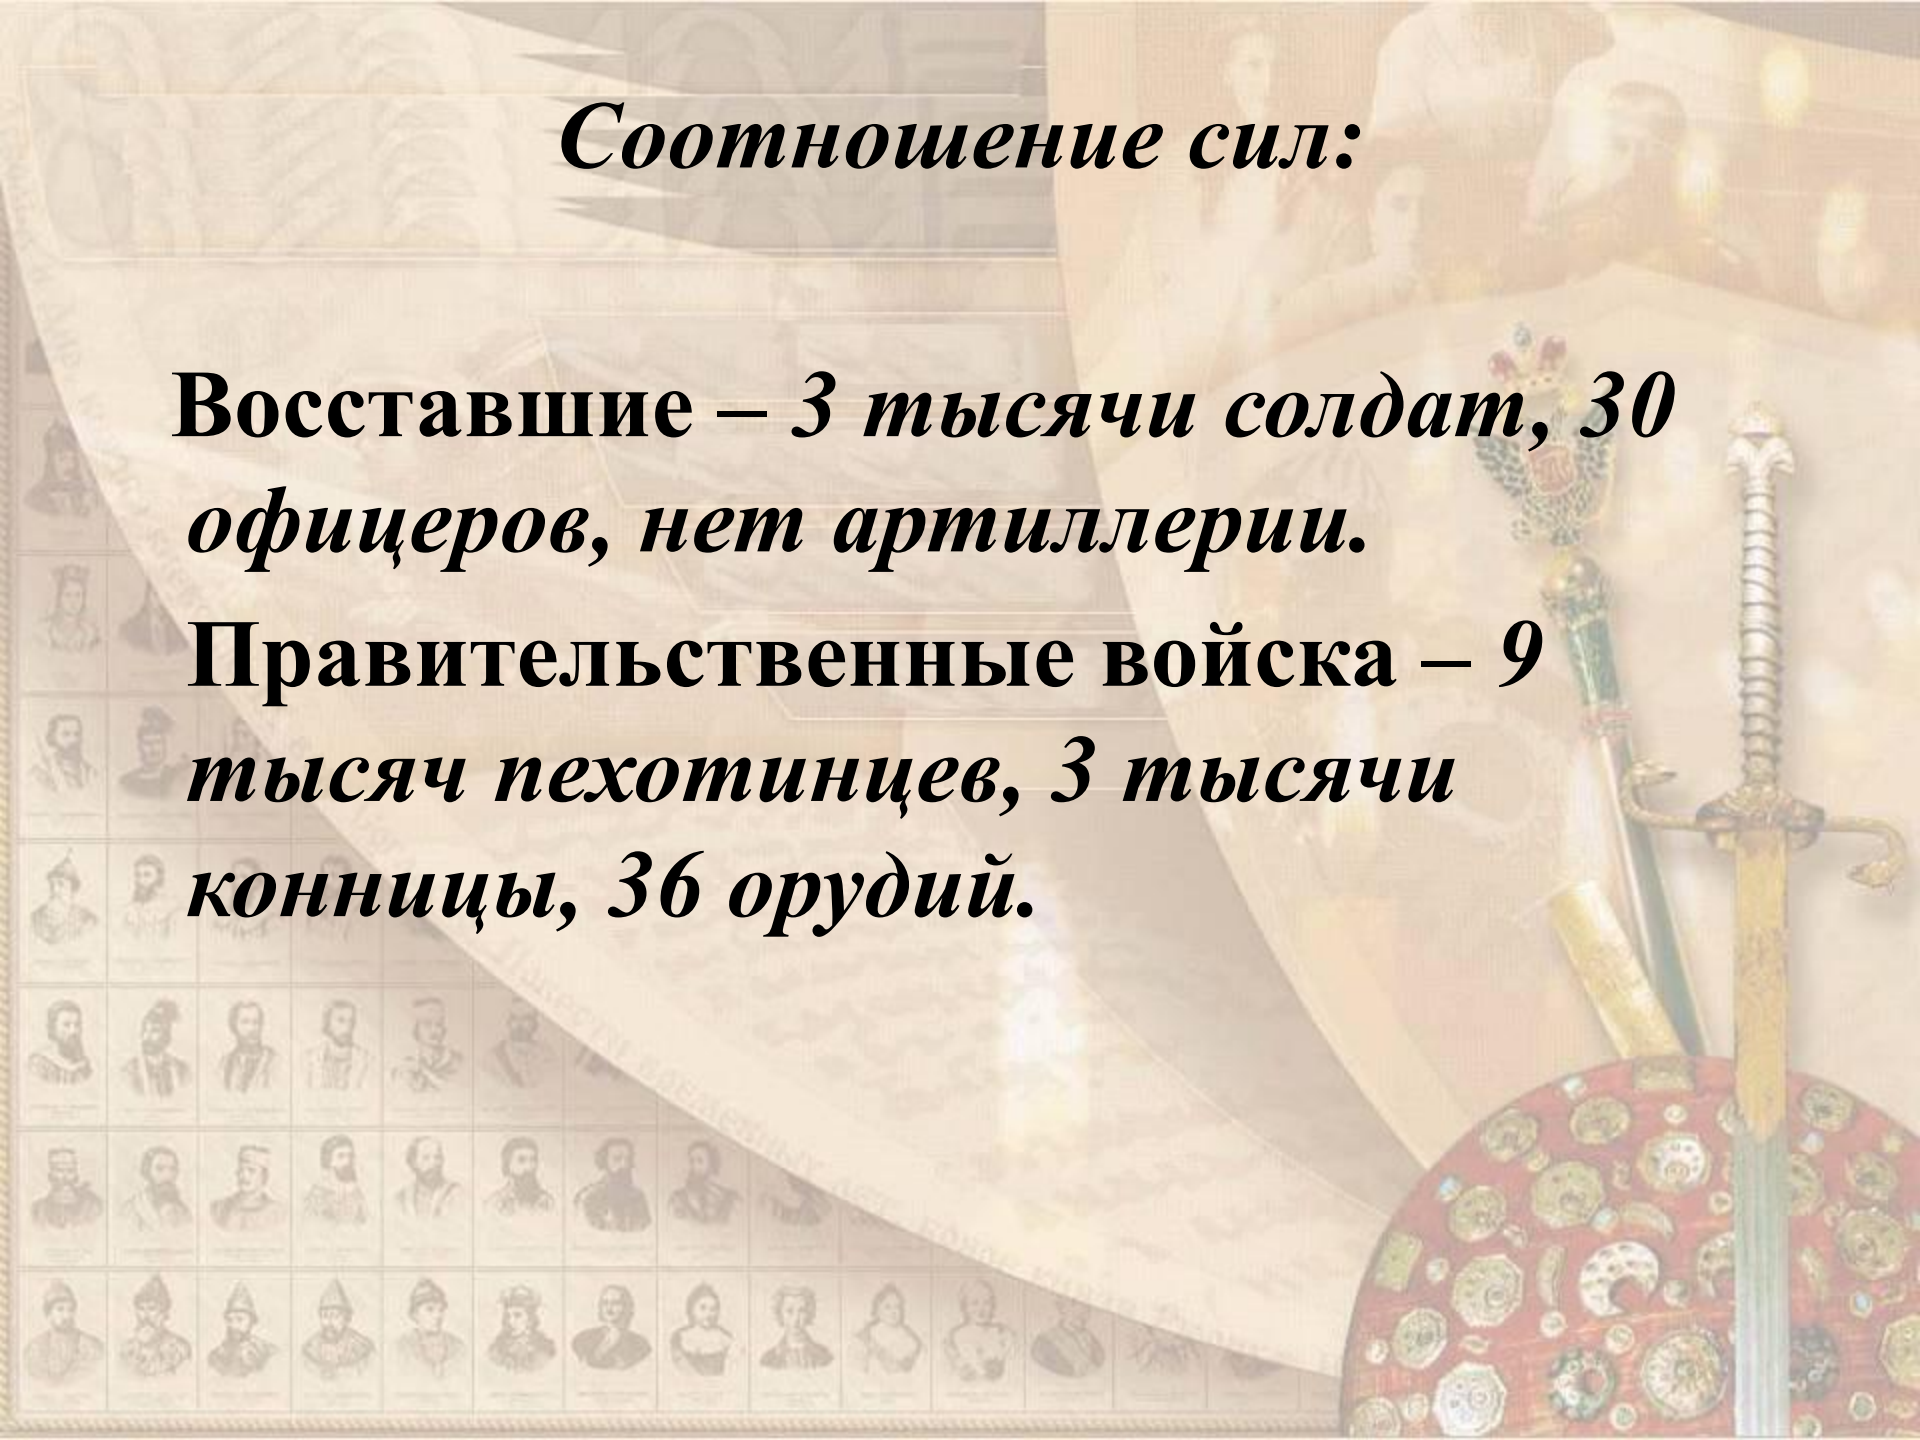 Соотношение сил:
Восставшие – 3 тысячи солдат, 30
офицеров, нет артиллерии.
Правительственные войска – 9
тысяч пехотинцев, 3 тысячи
конницы, 36 орудий.